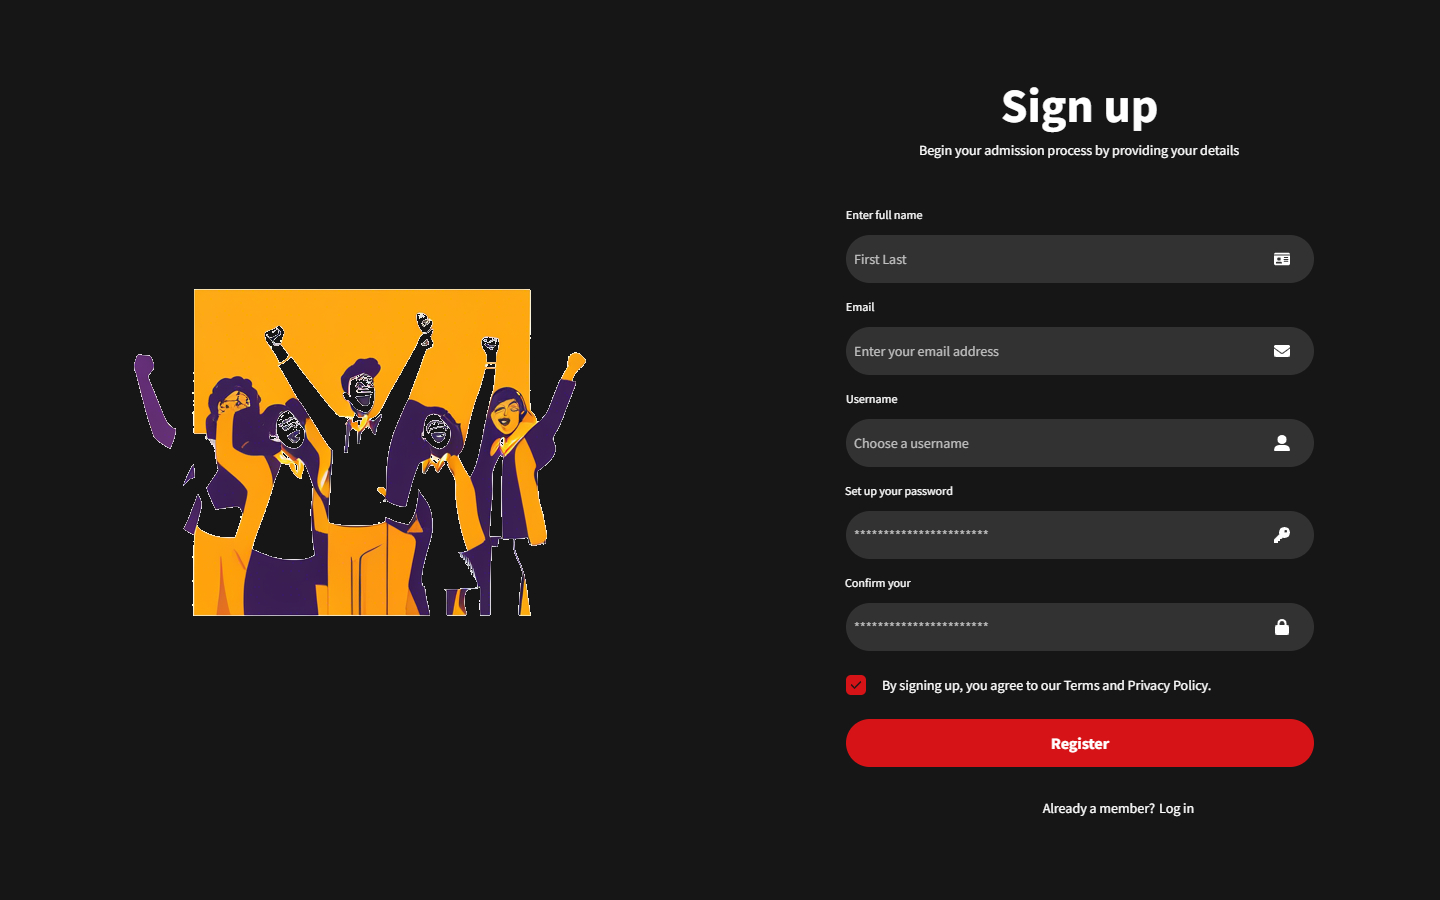 Sign up
Begin your admission process by providing your details
Enter full name
First Last
Email
Enter your email address
Username
Choose a username
Set up your password
***********************
Confirm your
***********************
By signing up, you agree to our Terms and Privacy Policy.
Register
Already a member? Log in